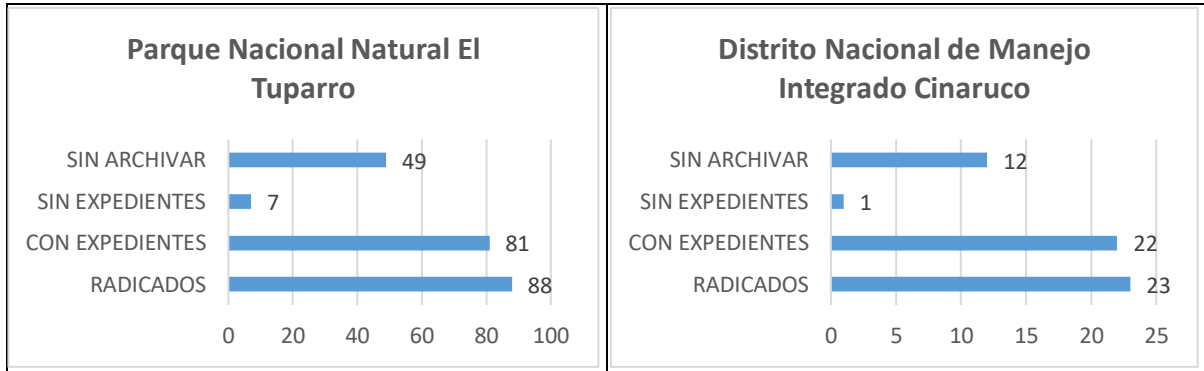 Parque Nacional Natural El
Tuparro
SIN ARCHIVAR 49
SIN EXPEDIENTES 7
CON EXPEDIENTES 81
RADICADOS 88
0 20 40 60 80 100
Distrito Nacional de Manejo
Integrado Cinaruco
SIN ARCHIVAR 12
SIN EXPEDIENTES 1
CON EXPEDIENTES 22
RADICADOS 23
0 5 10 15 20 25